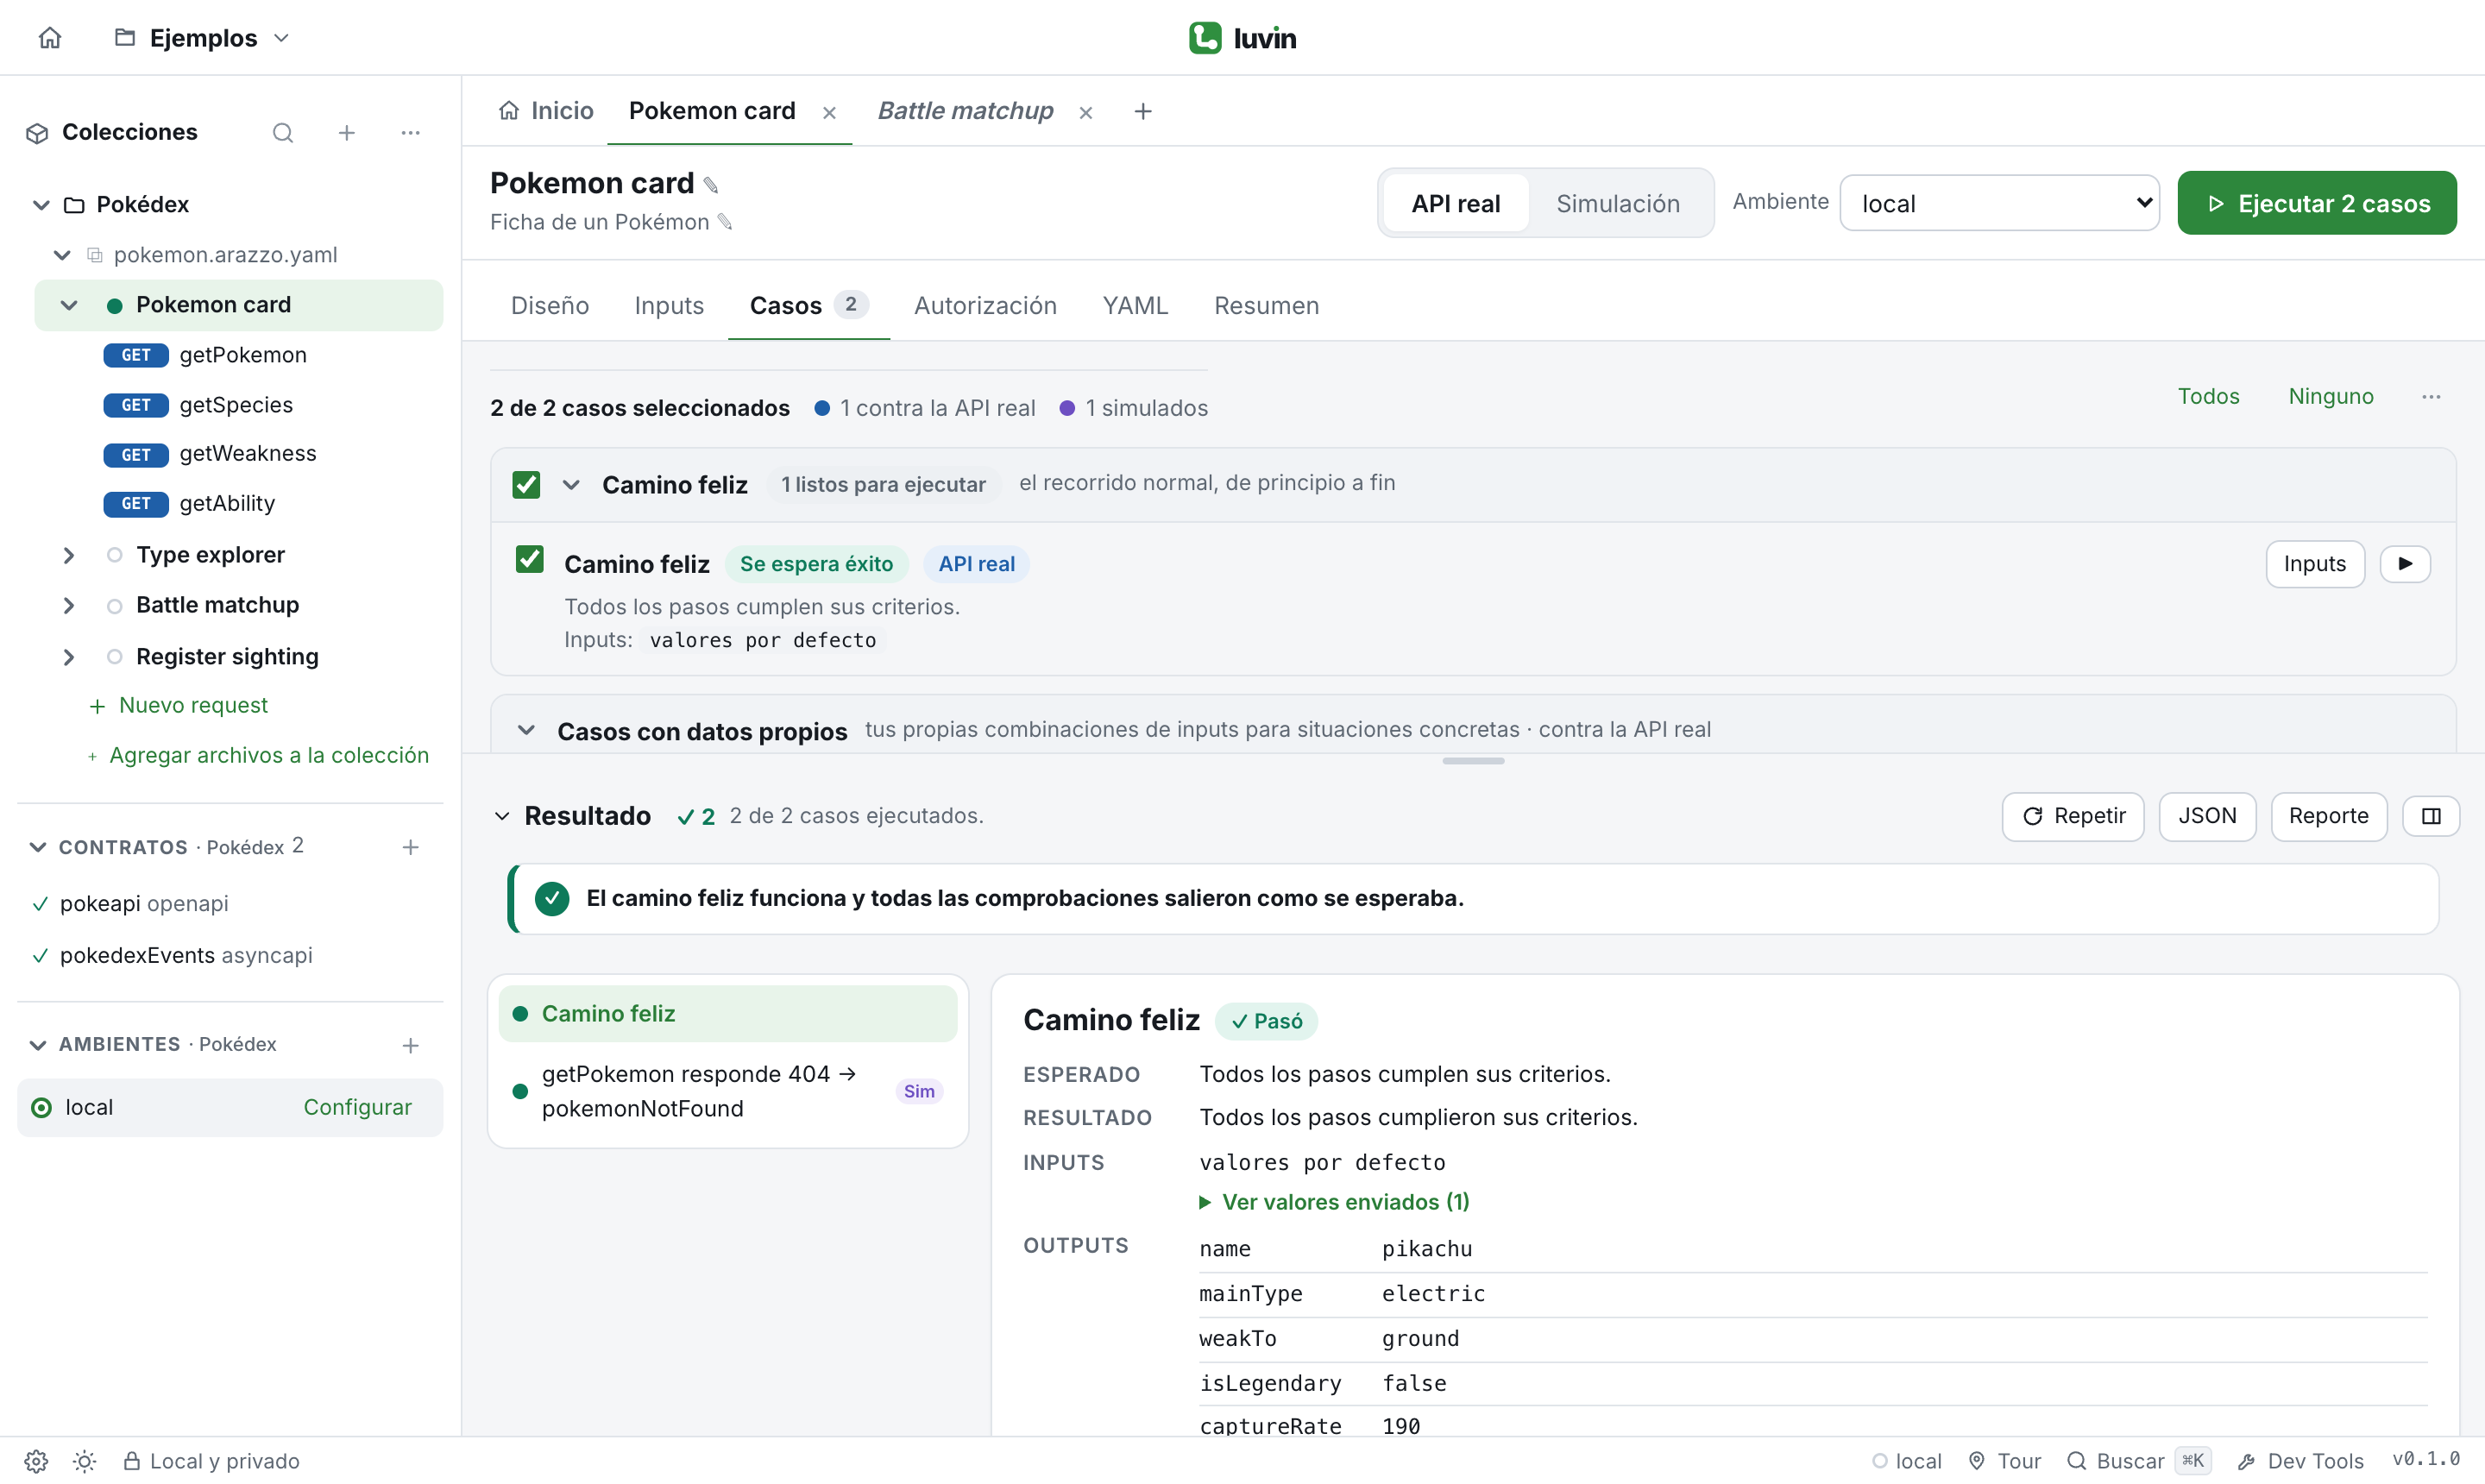 Ejemplos
luvin
Colecciones
Pokédex
pokemon.arazzo.yaml
Pokemon card
GET getPokemon
GET getSpecies
GET getWeakness
GET getAbility
Type explorer
Battle matchup
Register sighting
+ Nuevo request
+ Agregar archivos a la colección
CONTRATOS · Pokédex 2
✓ pokeapi openapi
✓ pokedexEvents asyncapi
AMBIENTES · Pokédex
local Configurar
Inicio Pokemon card × Battle matchup × +
Pokemon card
Ficha de un Pokémon
API real Simulación Ambiente local Ejecutar 2 casos
Diseño Inputs Casos 2 Autorización YAML Resumen
2 de 2 casos seleccionados 1 contra la API real 1 simulados Todos Ninguno ···
Camino feliz 1 listos para ejecutar el recorrido normal, de principio a fin
Camino feliz Se espera éxito API real Inputs
Todos los pasos cumplen sus criterios.
Inputs: valores por defecto
Casos con datos propios tus propias combinaciones de inputs para situaciones concretas · contra la API real
Resultado ✓ 2 2 de 2 casos ejecutados. Repetir JSON Reporte
El camino feliz funciona y todas las comprobaciones salieron como se esperaba.
Camino feliz
getPokemon responde 404 →
pokemonNotFound
Sim
Camino feliz ✓ Pasó
ESPERADO Todos los pasos cumplen sus criterios.
RESULTADO Todos los pasos cumplieron sus criterios.
INPUTS valores por defecto
Ver valores enviados (1)
OUTPUTS name pikachu
mainType electric
weakTo ground
isLegendary false
captureRate 190
Local y privado
local Tour Buscar ⌘K Dev Tools v0.1.0